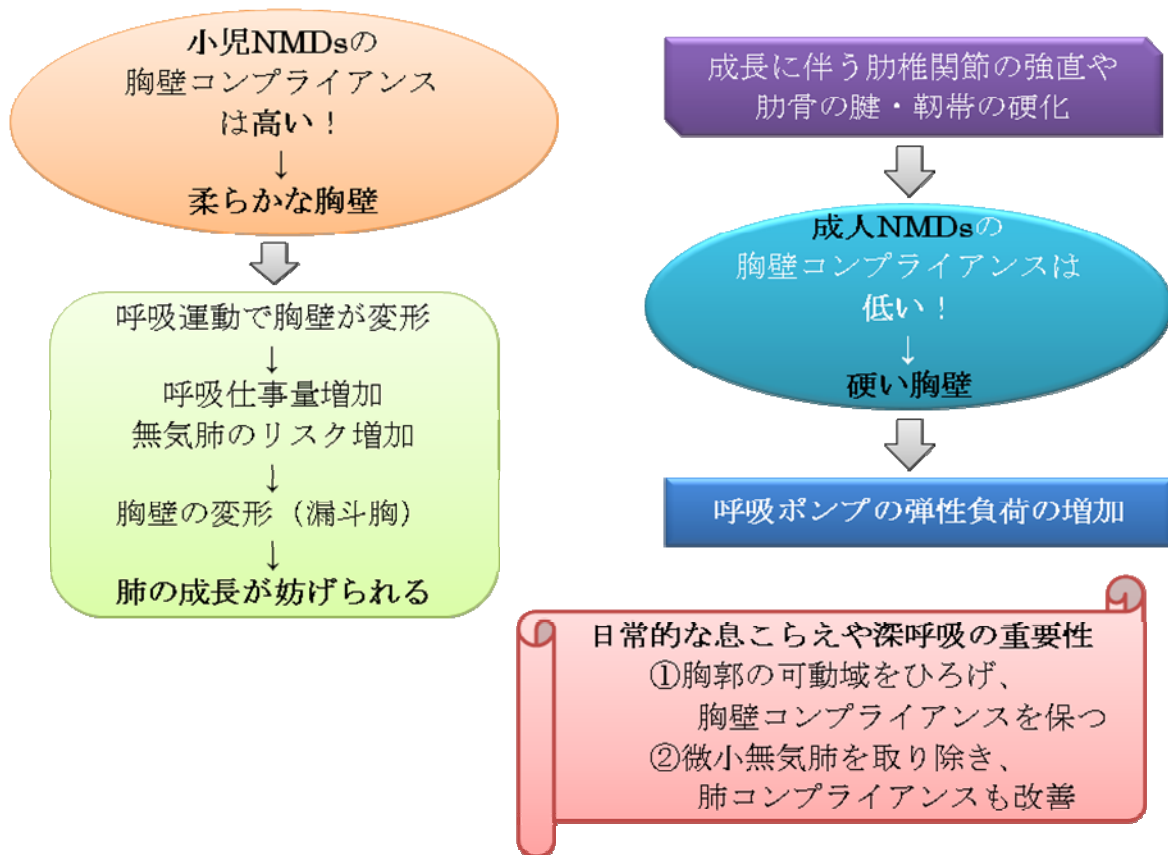 小児NMDsの
胸壁コンプライアンス
は高い！
↓
柔らかな胸壁
呼吸運動で胸壁が変形
↓
呼吸仕事量増加
無気肺のリスク増加
↓
胸壁の変形（漏斗胸）
↓
肺の成長が妨げられる
成長に伴う肋椎関節の強直や
肋骨の腱・靭帯の硬化
成人NMDsの
胸壁コンプライアンスは
低い！
↓
硬い胸壁
呼吸ポンプの弾性負荷の増加
日常的な息こらえや深呼吸の重要性
①胸郭の可動域をひろげ、
胸壁コンプライアンスを保つ
②微小無気肺を取り除き、
肺コンプライアンスも改善